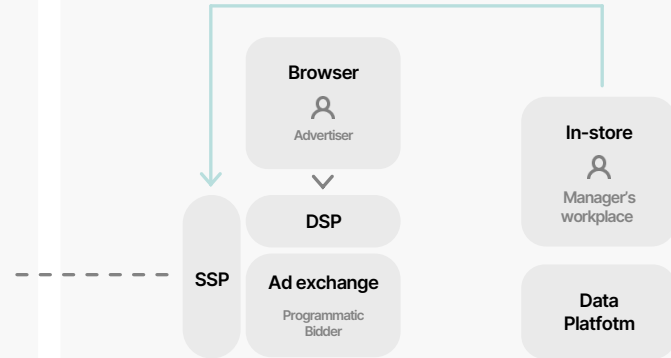 Browser
Advertiser
DSP
SSP
Ad exchange
Programmatic
Bidder
In-store
Manager's
workplace
Data
Platfotm